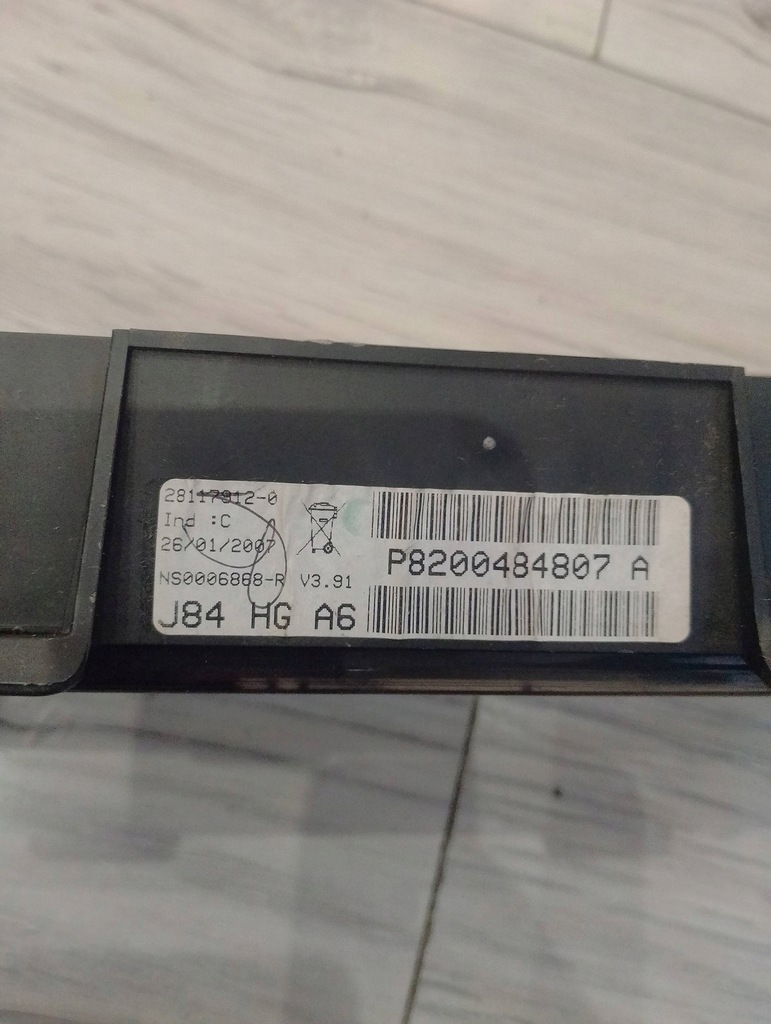 28117912-0
Ind :C
26/01/2007
NS0006868-R V3.91
J84 HG A6
P8200484807 A